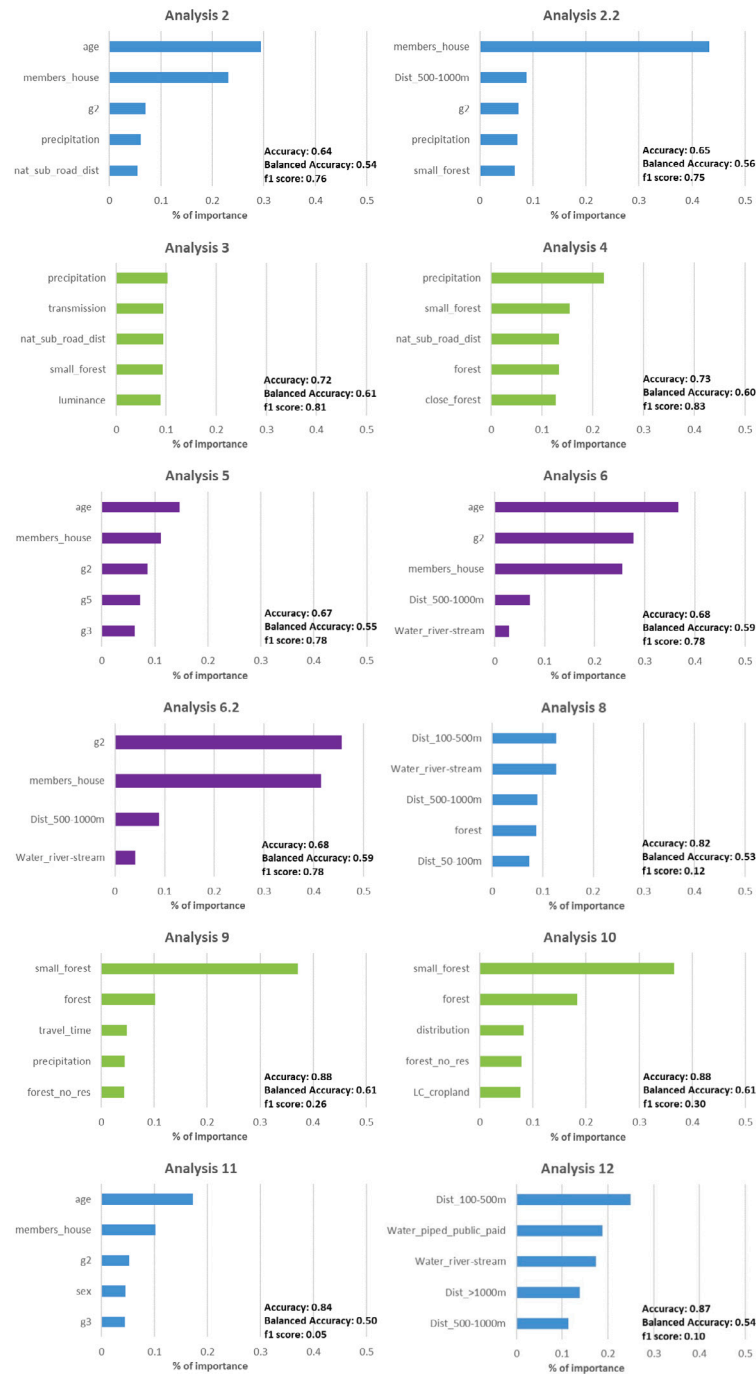 Analysis 2
age
members_house
g2
precipitation
nat_sub_road_dist
Accuracy: 0.64
Balanced Accuracy: 0.54
f1 score: 0.76
0 0.1 0.2 0.3 0.4 0.5
% of importance
Analysis 2.2
members_house
Dist_500-1000m
g2
precipitation
small_forest
Accuracy: 0.65
Balanced Accuracy: 0.56
f1 score: 0.75
0 0.1 0.2 0.3 0.4 0.5
% of importance
Analysis 3
precipitation
transmission
nat_sub_road_dist
small_forest
luminance
Accuracy: 0.72
Balanced Accuracy: 0.61
f1 score: 0.81
0 0.1 0.2 0.3 0.4 0.5
% of importance
Analysis 4
precipitation
small_forest
nat_sub_road_dist
forest
close_forest
Accuracy: 0.73
Balanced Accuracy: 0.60
f1 score: 0.83
0 0.1 0.2 0.3 0.4 0.5
% of importance
Analysis 5
age
members_house
g2
g5
g3
Accuracy: 0.67
Balanced Accuracy: 0.55
f1 score: 0.78
0 0.1 0.2 0.3 0.4 0.5
% of importance
Analysis 6
age
g2
members_house
Dist_500-1000m
Water_river-stream
Accuracy: 0.68
Balanced Accuracy: 0.59
f1 score: 0.78
0 0.1 0.2 0.3 0.4 0.5
% of importance
Analysis 6.2
g2
members_house
Dist_500-1000m
Water_river-stream
Accuracy: 0.68
Balanced Accuracy: 0.59
f1 score: 0.78
0 0.1 0.2 0.3 0.4 0.5
% of importance
Analysis 8
Dist_100-500m
Water_river-stream
Dist_500-1000m
forest
Dist_50-100m
Accuracy: 0.82
Balanced Accuracy: 0.53
f1 score: 0.12
0 0.1 0.2 0.3 0.4 0.5
% of importance
Analysis 9
small_forest
forest
travel_time
precipitation
forest_no_res
Accuracy: 0.88
Balanced Accuracy: 0.61
f1 score: 0.26
0 0.1 0.2 0.3 0.4 0.5
% of Importance
Analysis 10
small_forest
forest
distribution
forest_no_res
LC_cropland
Accuracy: 0.88
Balanced Accuracy: 0.61
f1 score: 0.30
0 0.1 0.2 0.3 0.4 0.5
% of importance
Analysis 11
age
members_house
g2
sex
g3
Accuracy: 0.84
Balanced Accuracy: 0.50
f1 score: 0.05
0 0.1 0.2 0.3 0.4 0.5
% of importance
Analysis 12
Dist_100-500m
Water_piped_public_paid
Water_river-stream
Dist_>1000m
Dist_500-1000m
Accuracy: 0.87
Balanced Accuracy: 0.54
f1 score: 0.10
0 0.1 0.2 0.3 0.4 0.5
% of importance